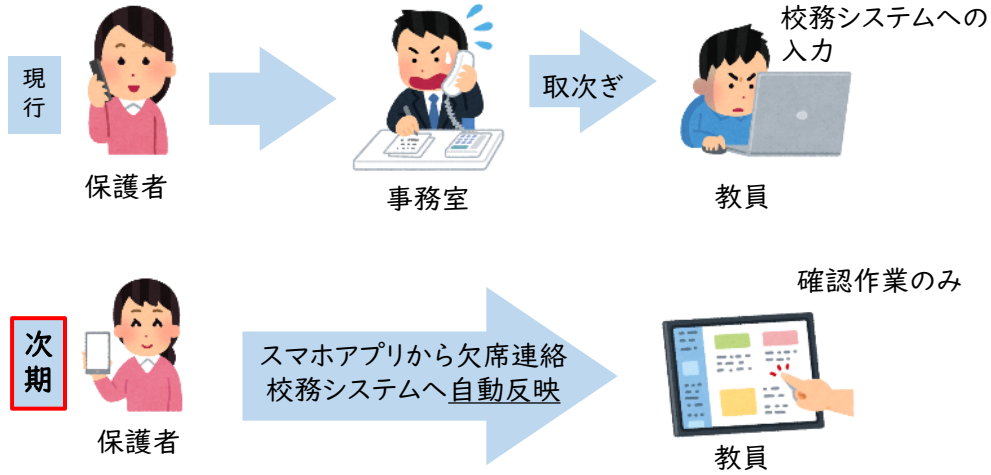 現
行
保護者
事務室
取次ぎ
校務システムへの
入力
教員
次
期
保護者
スマホアプリから欠席連絡
校務システムへ自動反映
確認作業のみ
教員